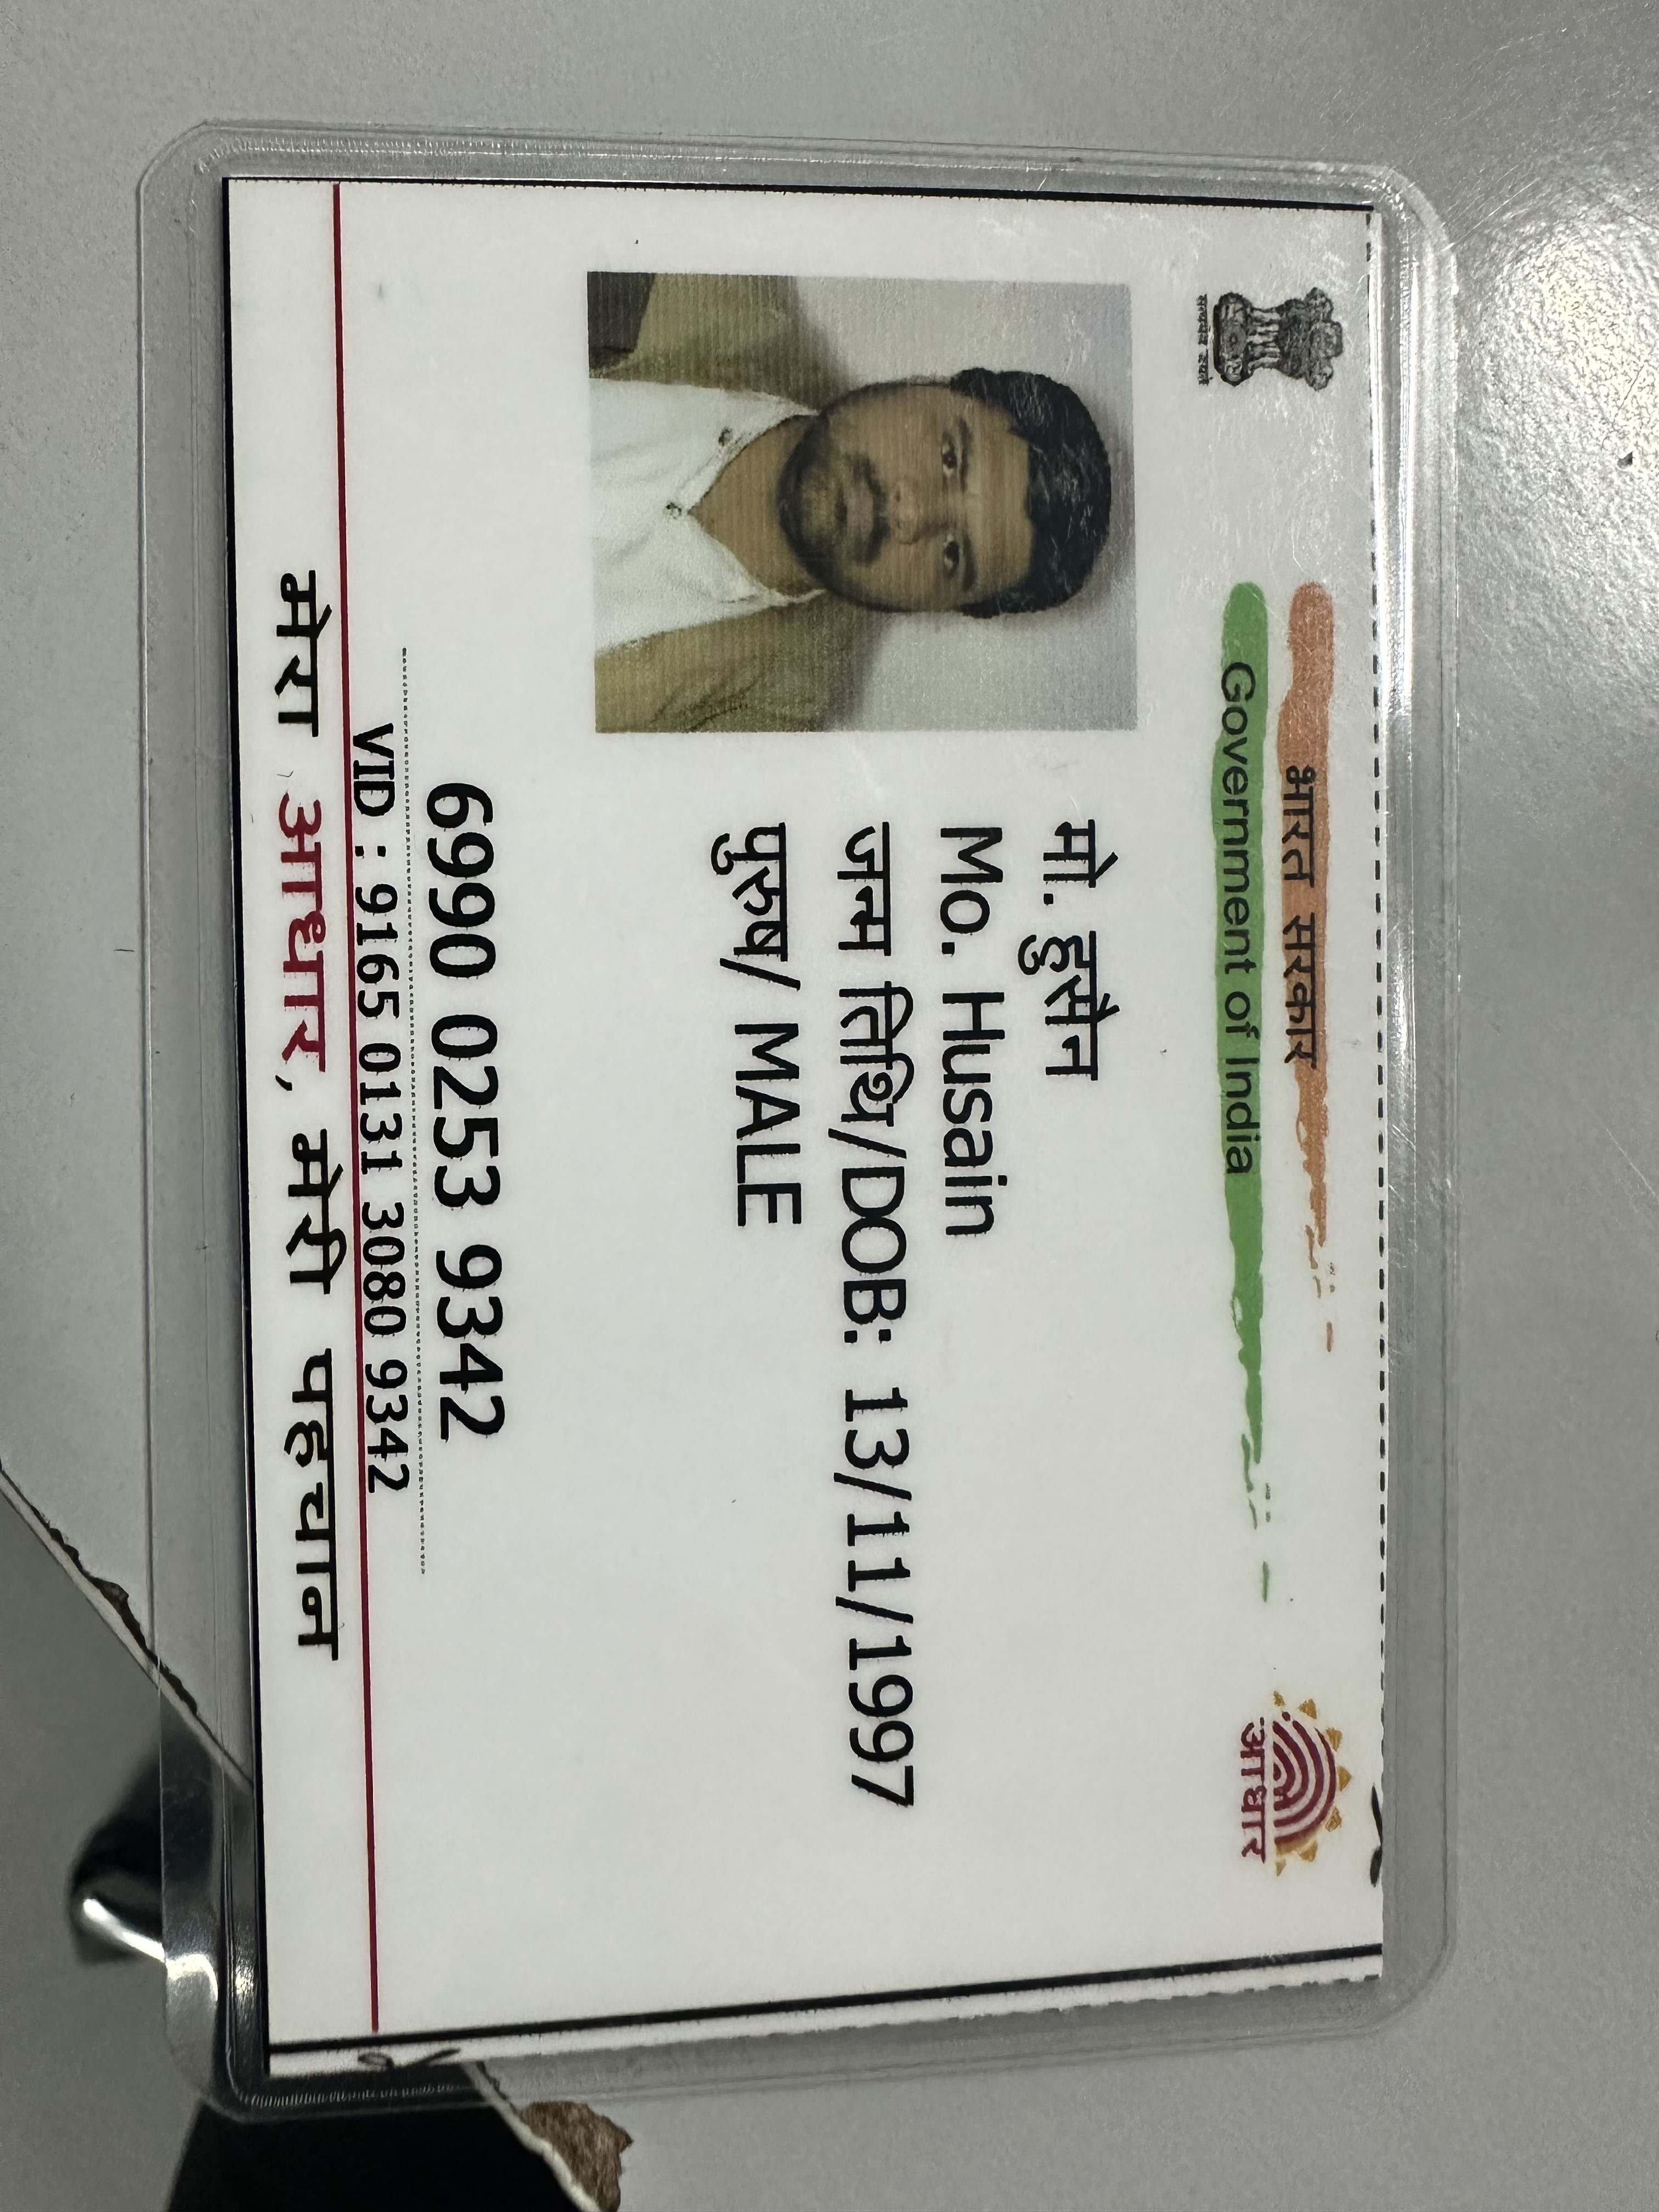 भारत सरकार
Government of India
सत्यमेव जयते
आधार
मो. हुसैन
Mo. Husain
जन्म तिथि/DOB: 13/11/1997
पुरुष/ MALE
6990 0253 9342
VID : 9165 0131 3080 9342
मेरा आधार, मेरी पहचान